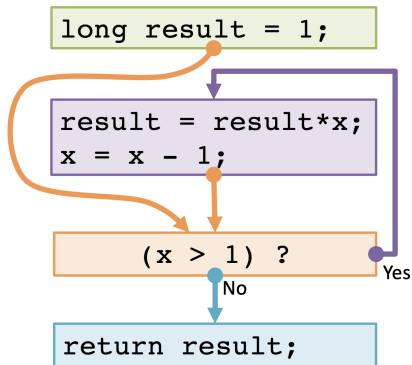 long result = 1;
result = result*x;
x = x - 1;
(x > 1) ?
Yes
No
return result;